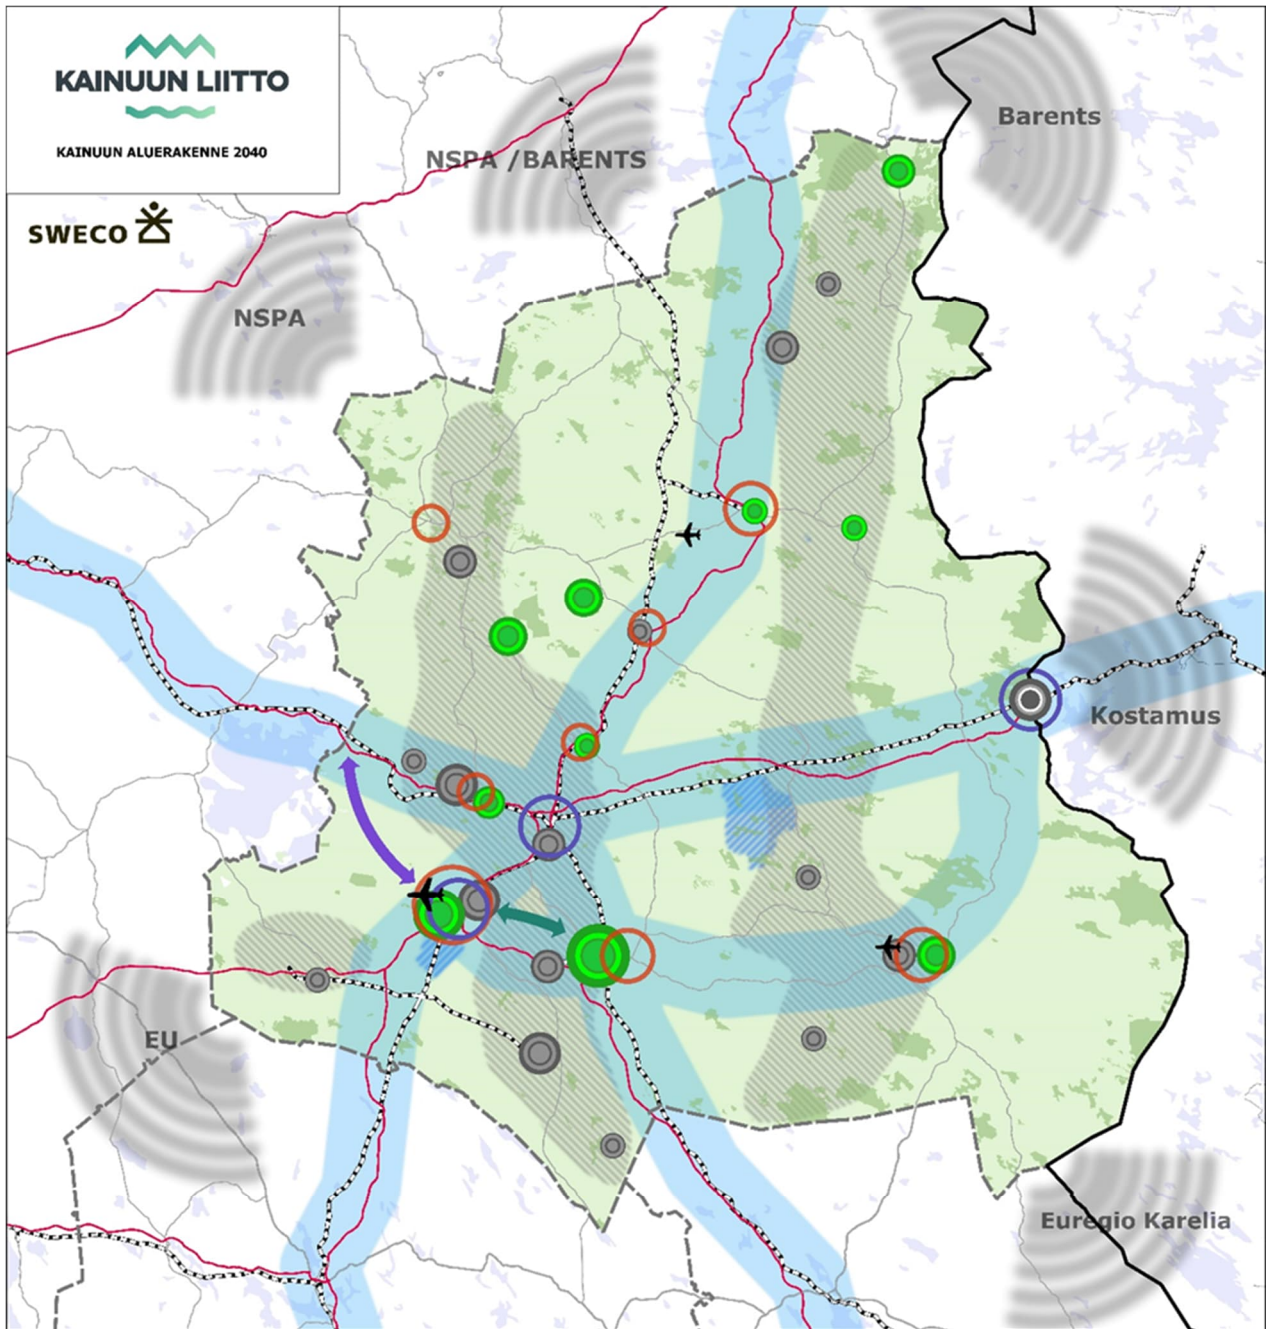 KAINUUN LIITTO
KAINUUN ALUERAKENNE 2040
SWECO
Barents
NSPA /BARENTS
NSPA
Kostamus
EU
Euregio Karelia